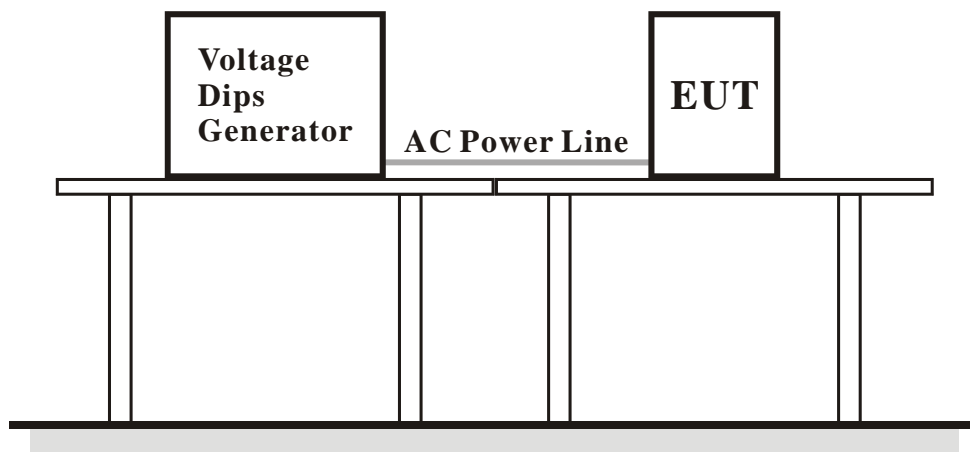 Voltage
Dips
Generator
EUT
AC Power Line